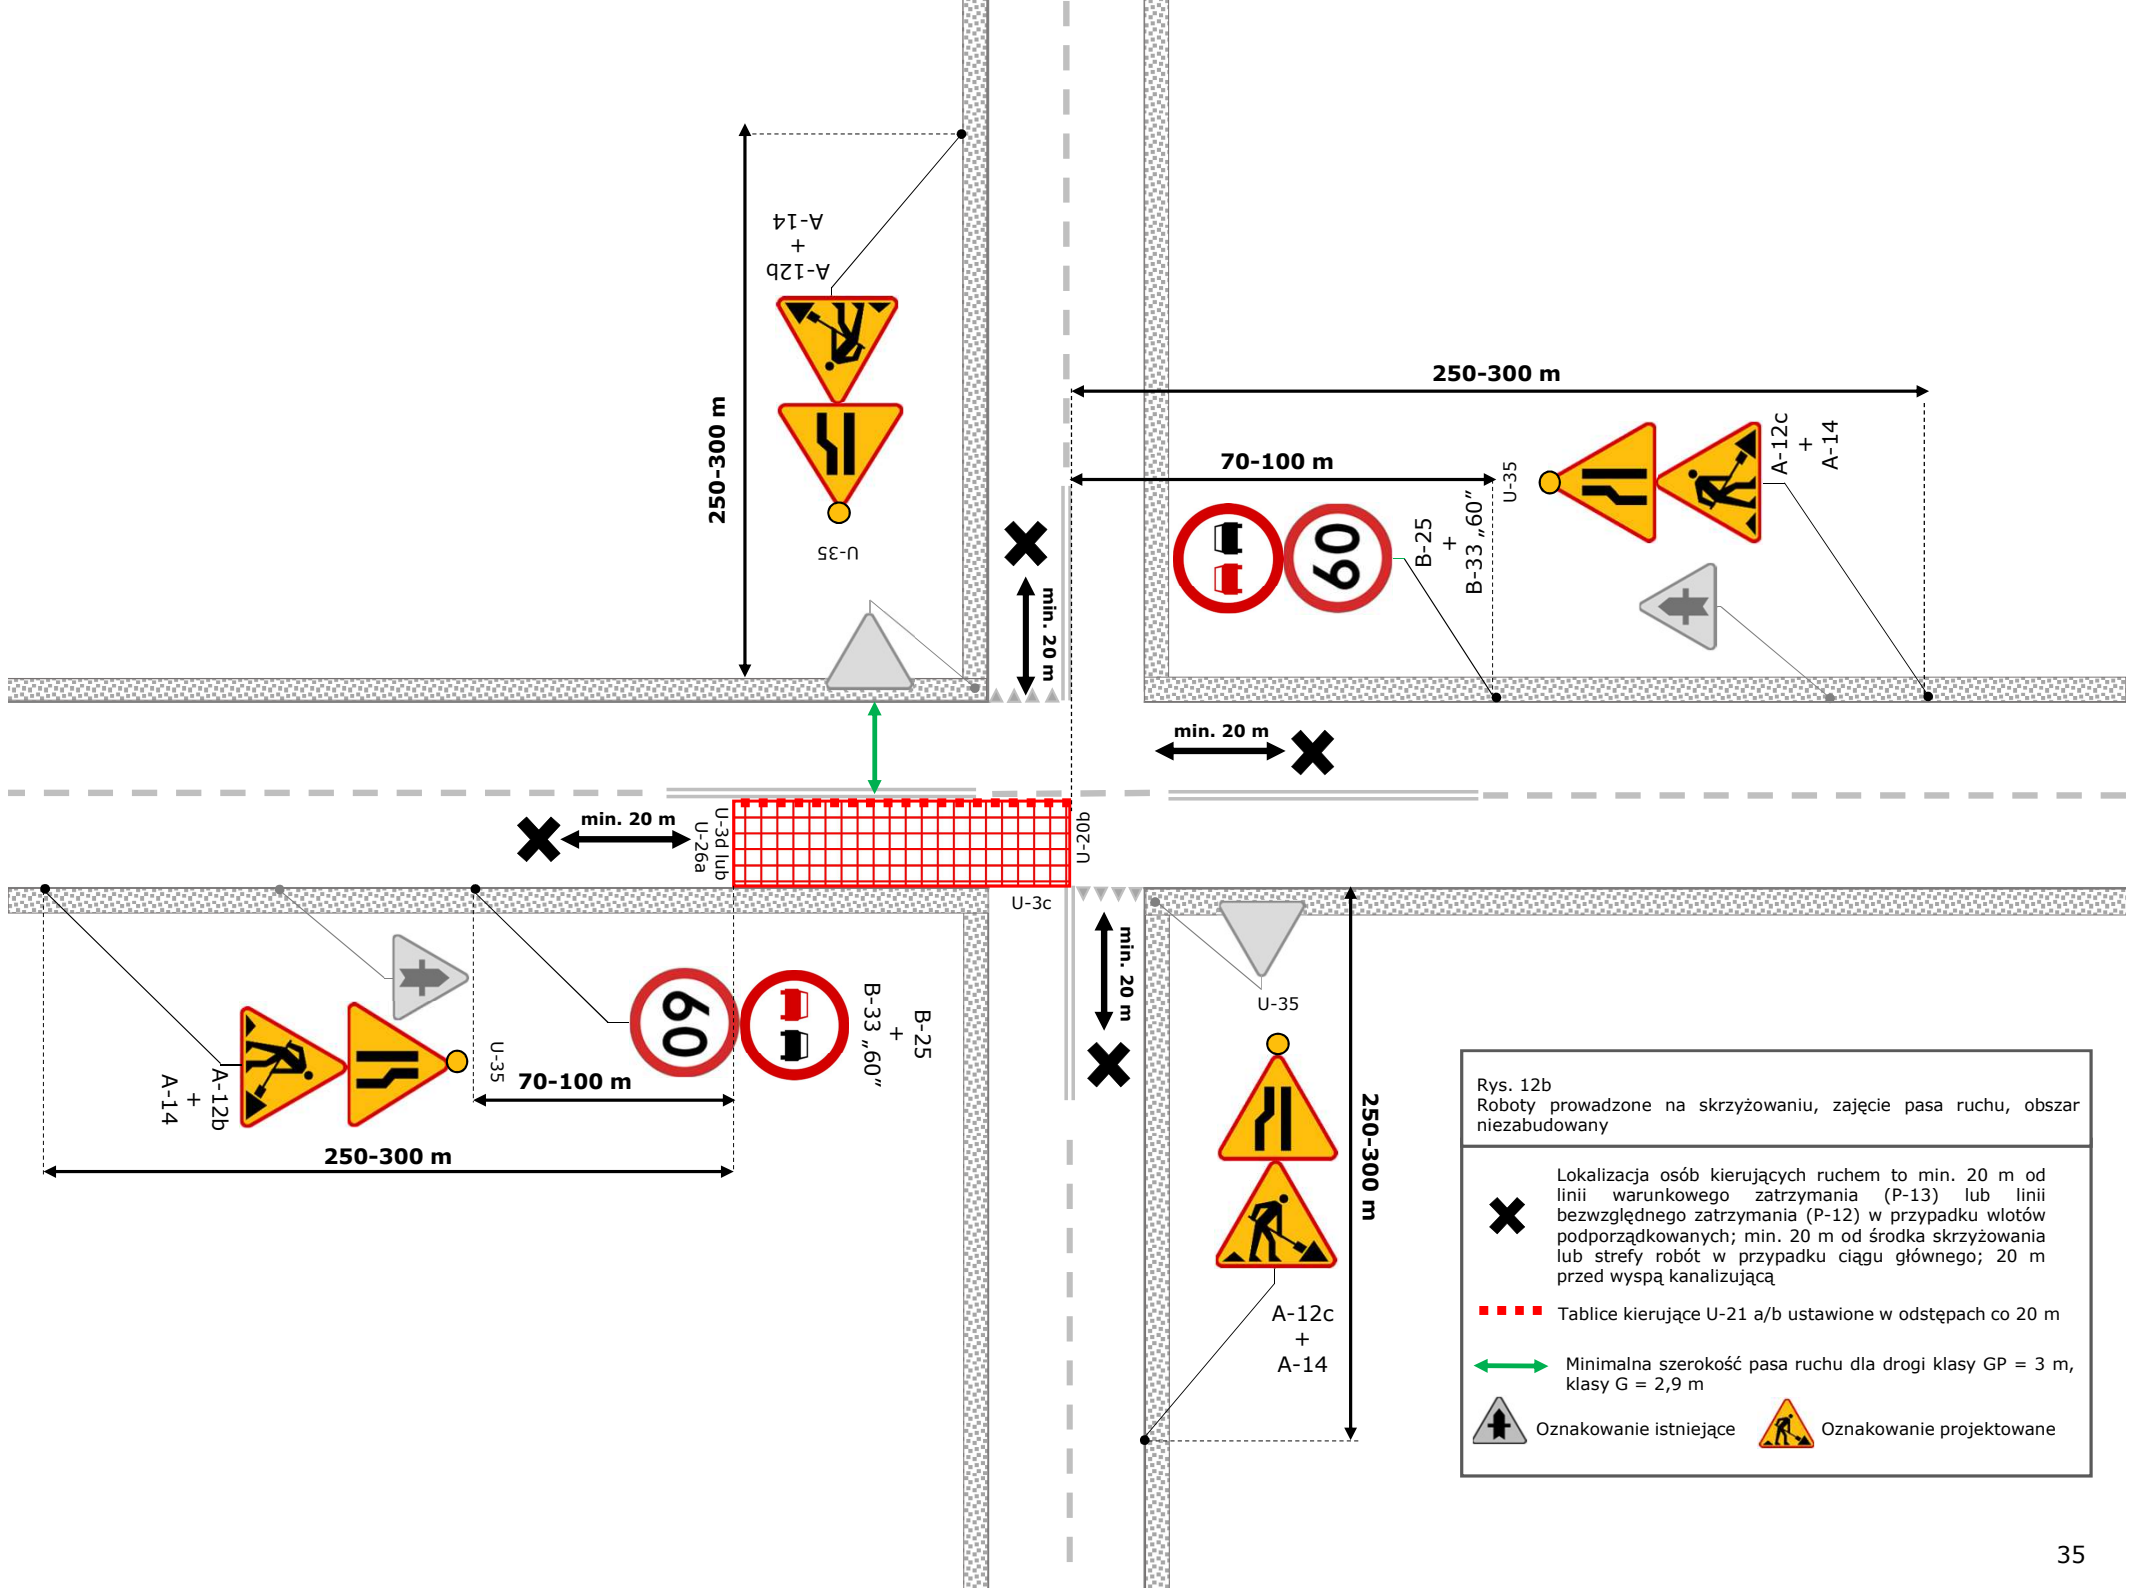 A-14
+
A-12b
250-300 m
U-35
min. 20 m
250-300 m
70-100 m
B-25
+
B-33 „60”
60
U-35
A-12c
+
A-14
min. 20 m
min. 20 m
U-3d lub
U-26a
U-20b
U-3c
min. 20 m
60
B-25
+
B-33 „60”
U-35
70-100 m
A-12b
+
A-14
250-300 m
U-35
250-300 m
A-12c
+
A-14
Rys. 12b
Roboty prowadzone na skrzyżowaniu, zajęcie pasa ruchu, obszar
niezabudowany
Lokalizacja osób kierujących ruchem to min. 20 m od
linii warunkowego zatrzymania (P-13) lub linii
bezwzględnego zatrzymania (P-12) w przypadku wlotów
podporządkowanych; min. 20 m od środka skrzyżowania
lub strefy robót w przypadku ciągu głównego; 20 m
przed wyspą kanalizującą
Tablice kierujące U-21 a/b ustawione w odstępach co 20 m
Minimalna szerokość pasa ruchu dla drogi klasy GP = 3 m,
klasy G = 2,9 m
Oznakowanie istniejące
Oznakowanie projektowane
35